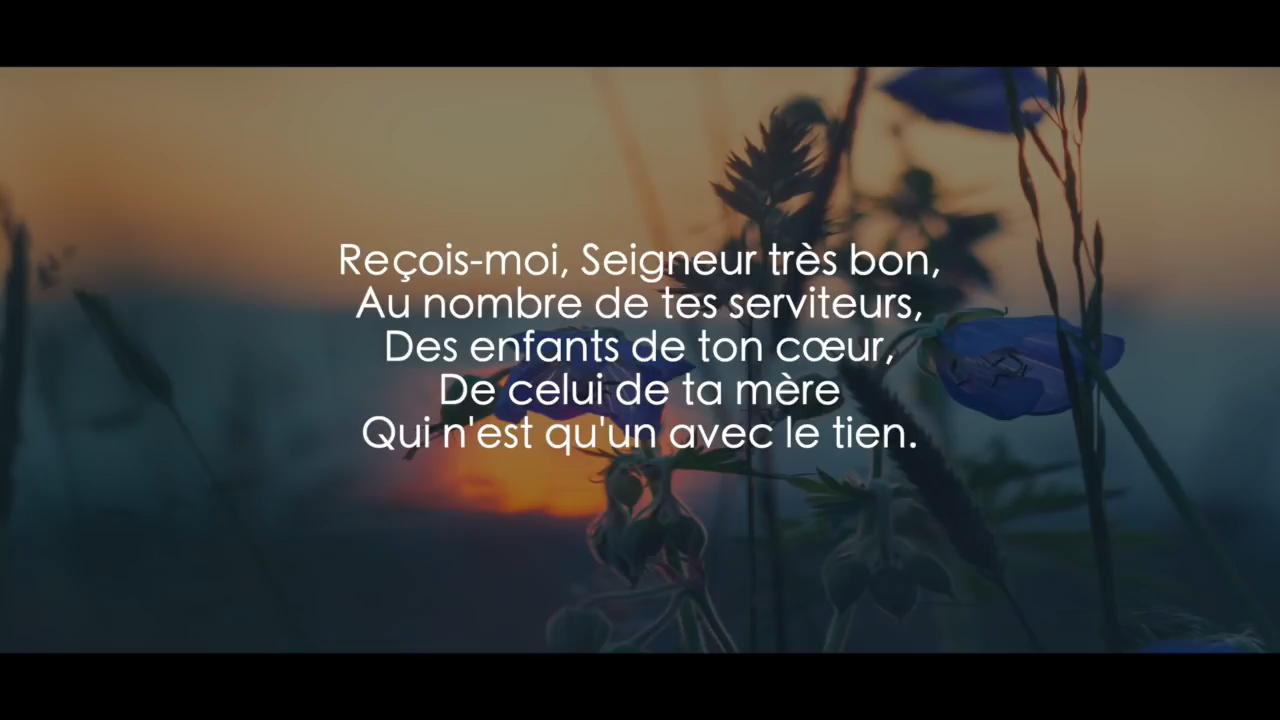 Reçois-moi, Seigneur très bon,
Au nombre de tes serviteurs,
Des enfants de ton cœur,
De celui de ta mère
Qui n'est qu'un avec le tien.